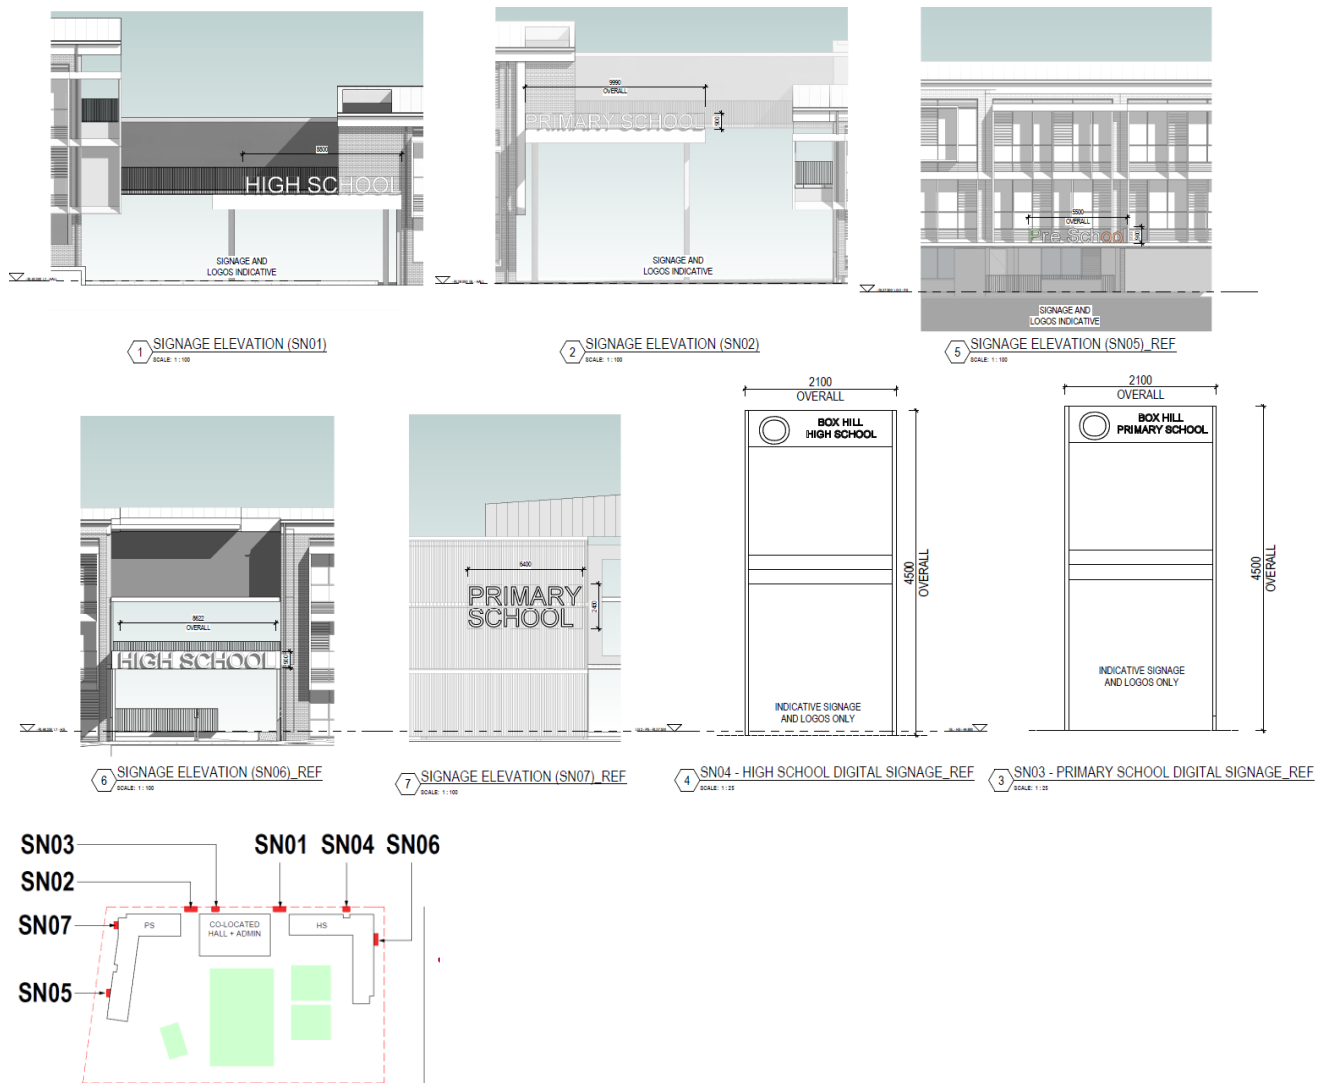 8800
HIGH SCHOOL
SIGNAGE AND
LOGOS INDICATIVE
1
SIGNAGE ELEVATION (SN01)
SCALE: 1 : 100
9990
OVERALL
PRIMARY SCHOOL
900
SIGNAGE AND
LOGOS INDICATIVE
2
SIGNAGE ELEVATION (SN02)
SCALE: 1 : 100
5500
OVERALL
Pre School
900
SIGNAGE AND
LOGOS INDICATIVE
5
SIGNAGE ELEVATION (SN05)_REF
SCALE: 1 : 100
8622
OVERALL
HIGH SCHOOL
900
6
SIGNAGE ELEVATION (SN06)_REF
SCALE: 1 : 100
6400
PRIMARY
SCHOOL
2400
7
SIGNAGE ELEVATION (SN07)_REF
SCALE: 1 : 100
2100
OVERALL
BOX HILL
HIGH SCHOOL
4500
OVERALL
INDICATIVE SIGNAGE
AND LOGOS ONLY
4
SN04 - HIGH SCHOOL DIGITAL SIGNAGE_REF
SCALE: 1 : 25
2100
OVERALL
BOX HILL
PRIMARY SCHOOL
4500
OVERALL
INDICATIVE SIGNAGE
AND LOGOS ONLY
3
SN03 - PRIMARY SCHOOL DIGITAL SIGNAGE_REF
SCALE: 1 : 25
SN03
SN01
SN04
SN06
SN02
SN07
SN05
PS
CO-LOCATED
HALL + ADMIN
HS